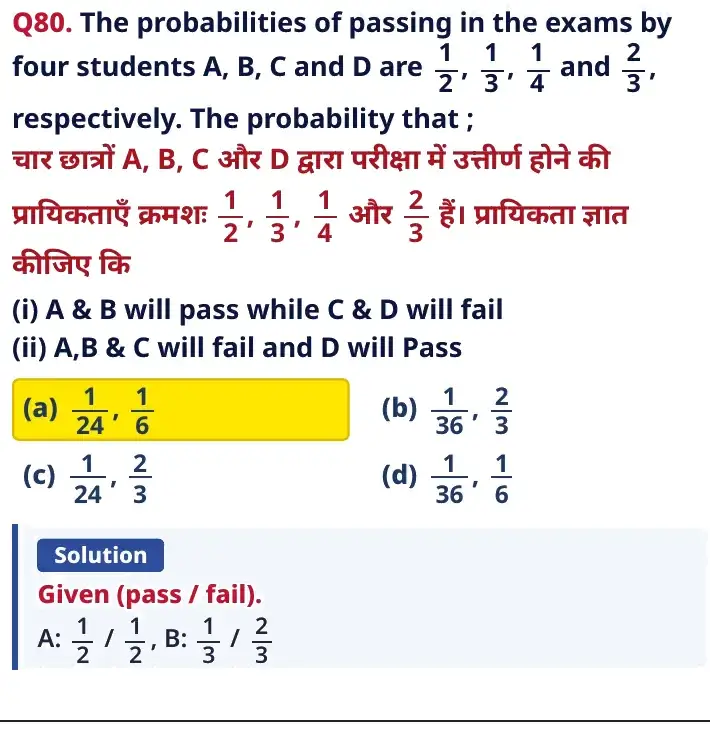 Q80. The probabilities of passing in the exams by
four students A, B, C and D are 1/2, 1/3, 1/4 and 2/3,
respectively. The probability that ;
चार छात्रों A, B, C और D द्वारा परीक्षा में उत्तीर्ण होने की
प्रायिकताएँ क्रमशः 1/2, 1/3, 1/4 और 2/3 हैं। प्रायिकता ज्ञात
कीजिए कि
(i) A & B will pass while C & D will fail
(ii) A,B & C will fail and D will Pass
(a) 1/24, 1/6 (b) 1/36, 2/3
(c) 1/24, 2/3 (d) 1/36, 1/6
Solution
Given (pass / fail).
A: 1/2 / 1/2, B: 1/3 / 2/3